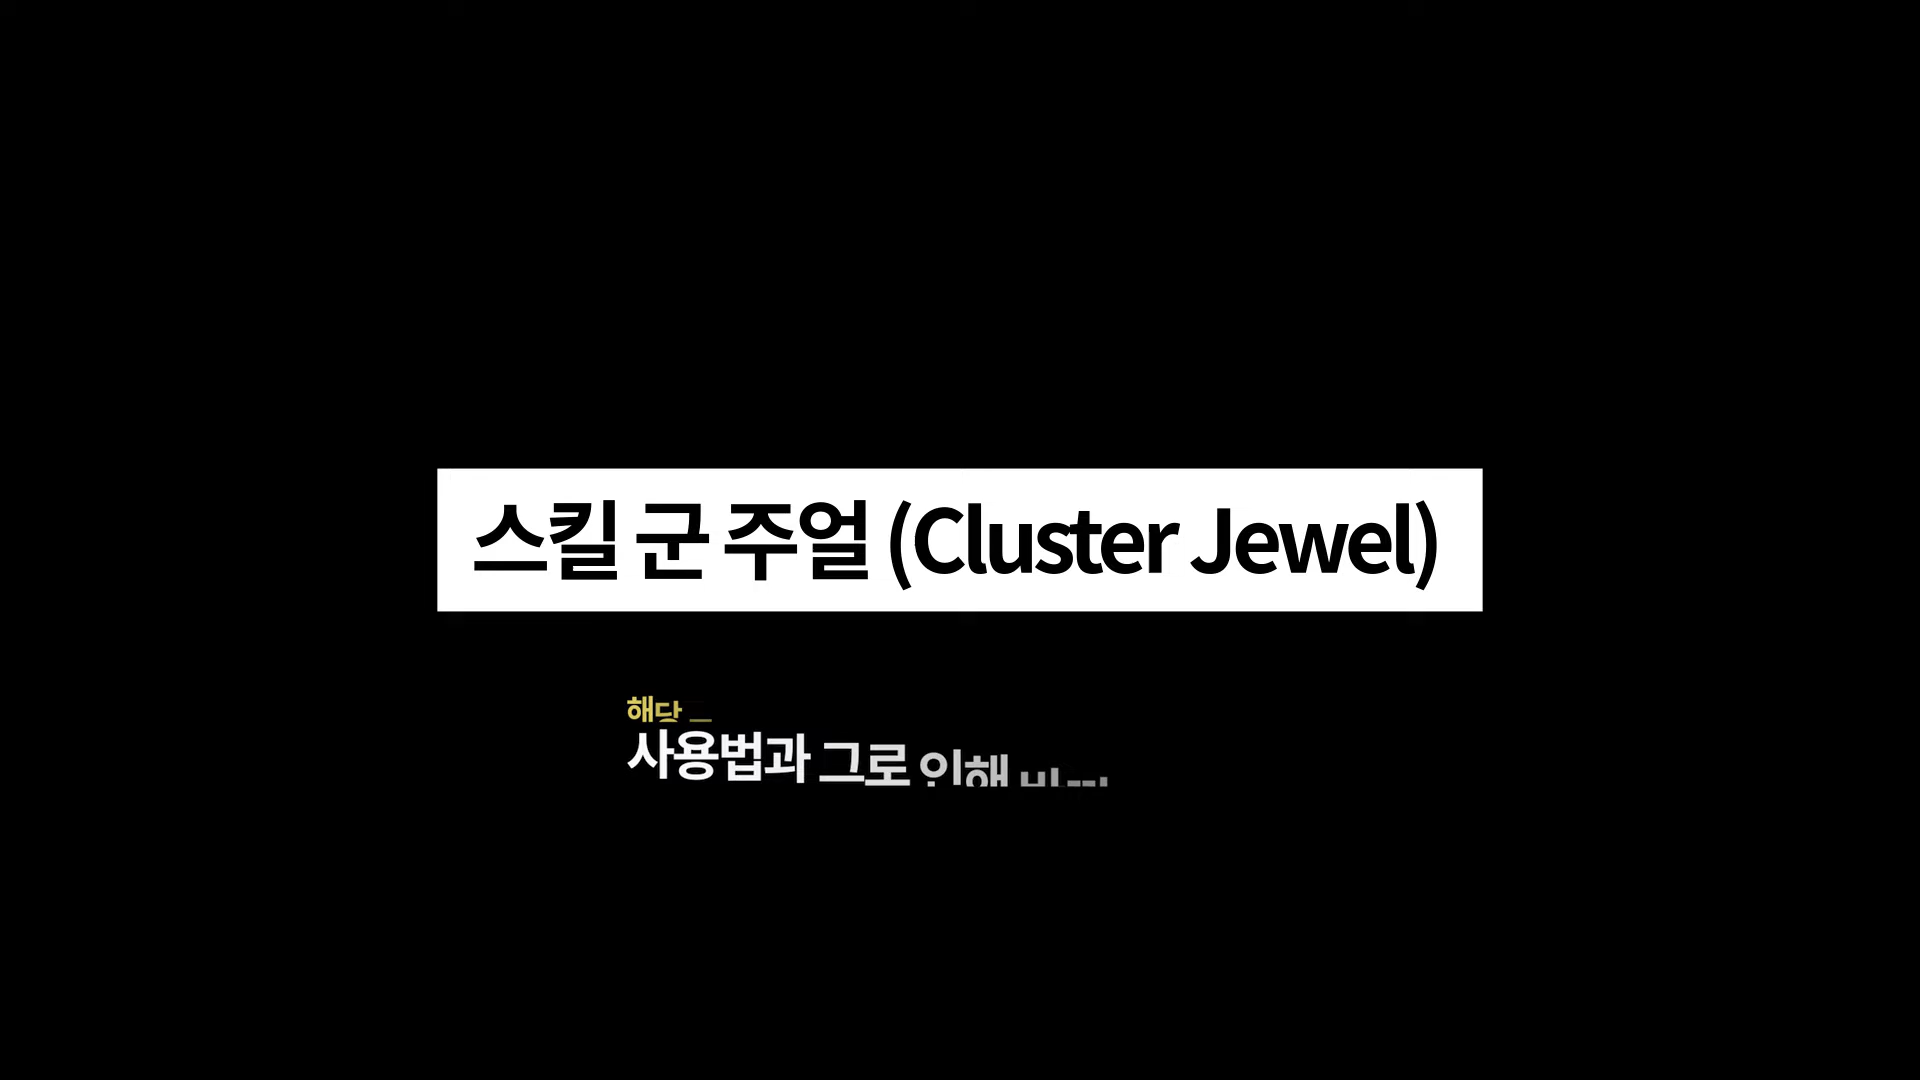 스킬 군 주얼 (Cluster Jewel)
해당
사용법과 그로 인해